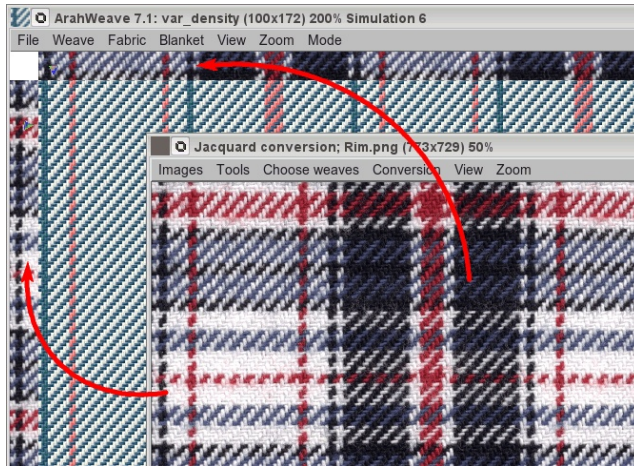 ArahWeave 7.1: var_density (100x172) 200% Simulation 6
File Weave Fabric Blanket View Zoom Mode
Jacquard conversion; Rim.png (773x729) 50%
Images Tools Choose weaves Conversion View Zoom